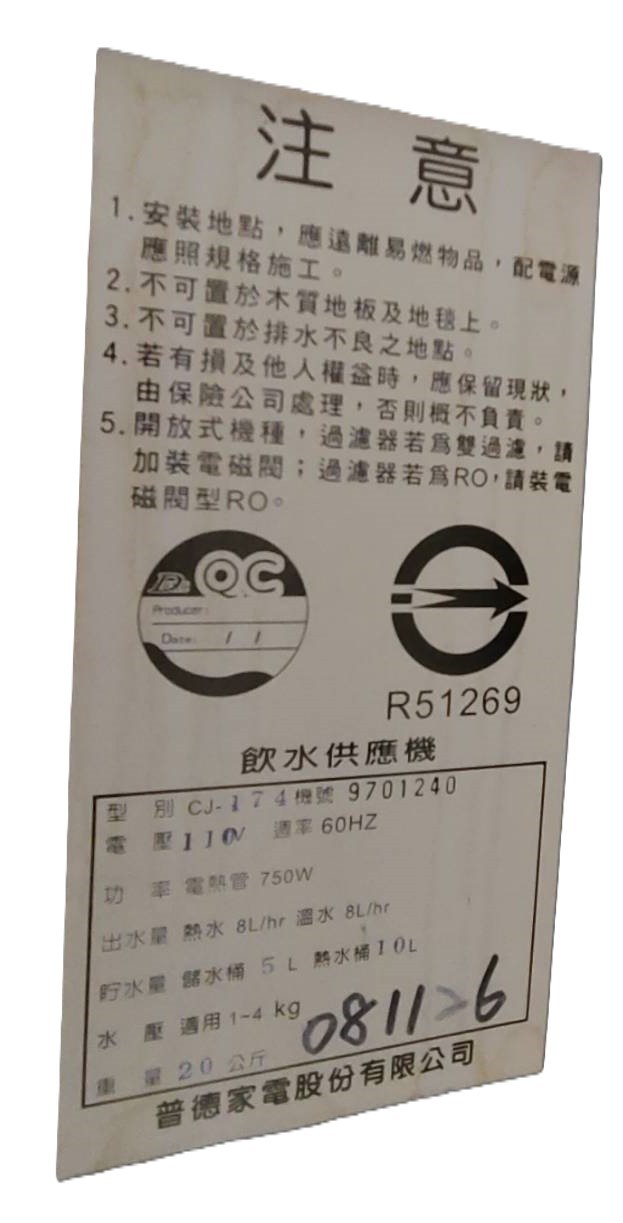 注意
1.安裝地點，應遠離易燃物品，配電源
應照規格施工。
2.不可置於木質地板及地毯上。
3.不可置於排水不良之地點。
4.若有損及他人權益時，應保留現狀，
由保險公司處理，否則概不負責。
5.開放式機種，過濾器若爲雙過濾，請
加裝電磁閥；過濾器若爲RO，請裝電
磁閥型RO。
QC
Producer:
Date: / /
R51269
飲水供應機
型別 CJ-174 機號 9701240
電壓 110V 週率 60HZ
功率 電熱管 750W
出水量 熱水 8L/hr 溫水 8L/hr
貯水量 儲水桶 5 L 熱水桶 10L
水壓 適用 1~4 kg
081126
重量 20 公斤
普德家電股份有限公司